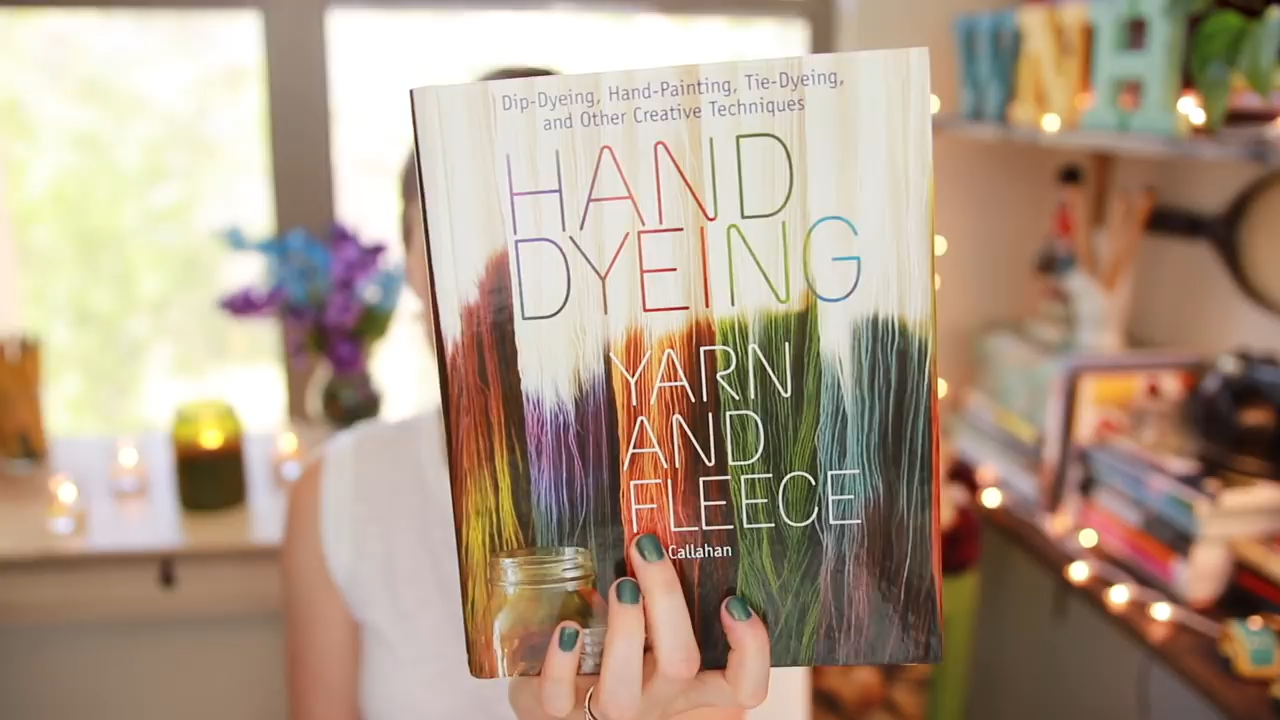 Dip-Dyeing, Hand-Painting, Tie-Dyeing,
and Other Creative Techniques
HAND
DYEING
YARN
AND
FLEECE
Callahan